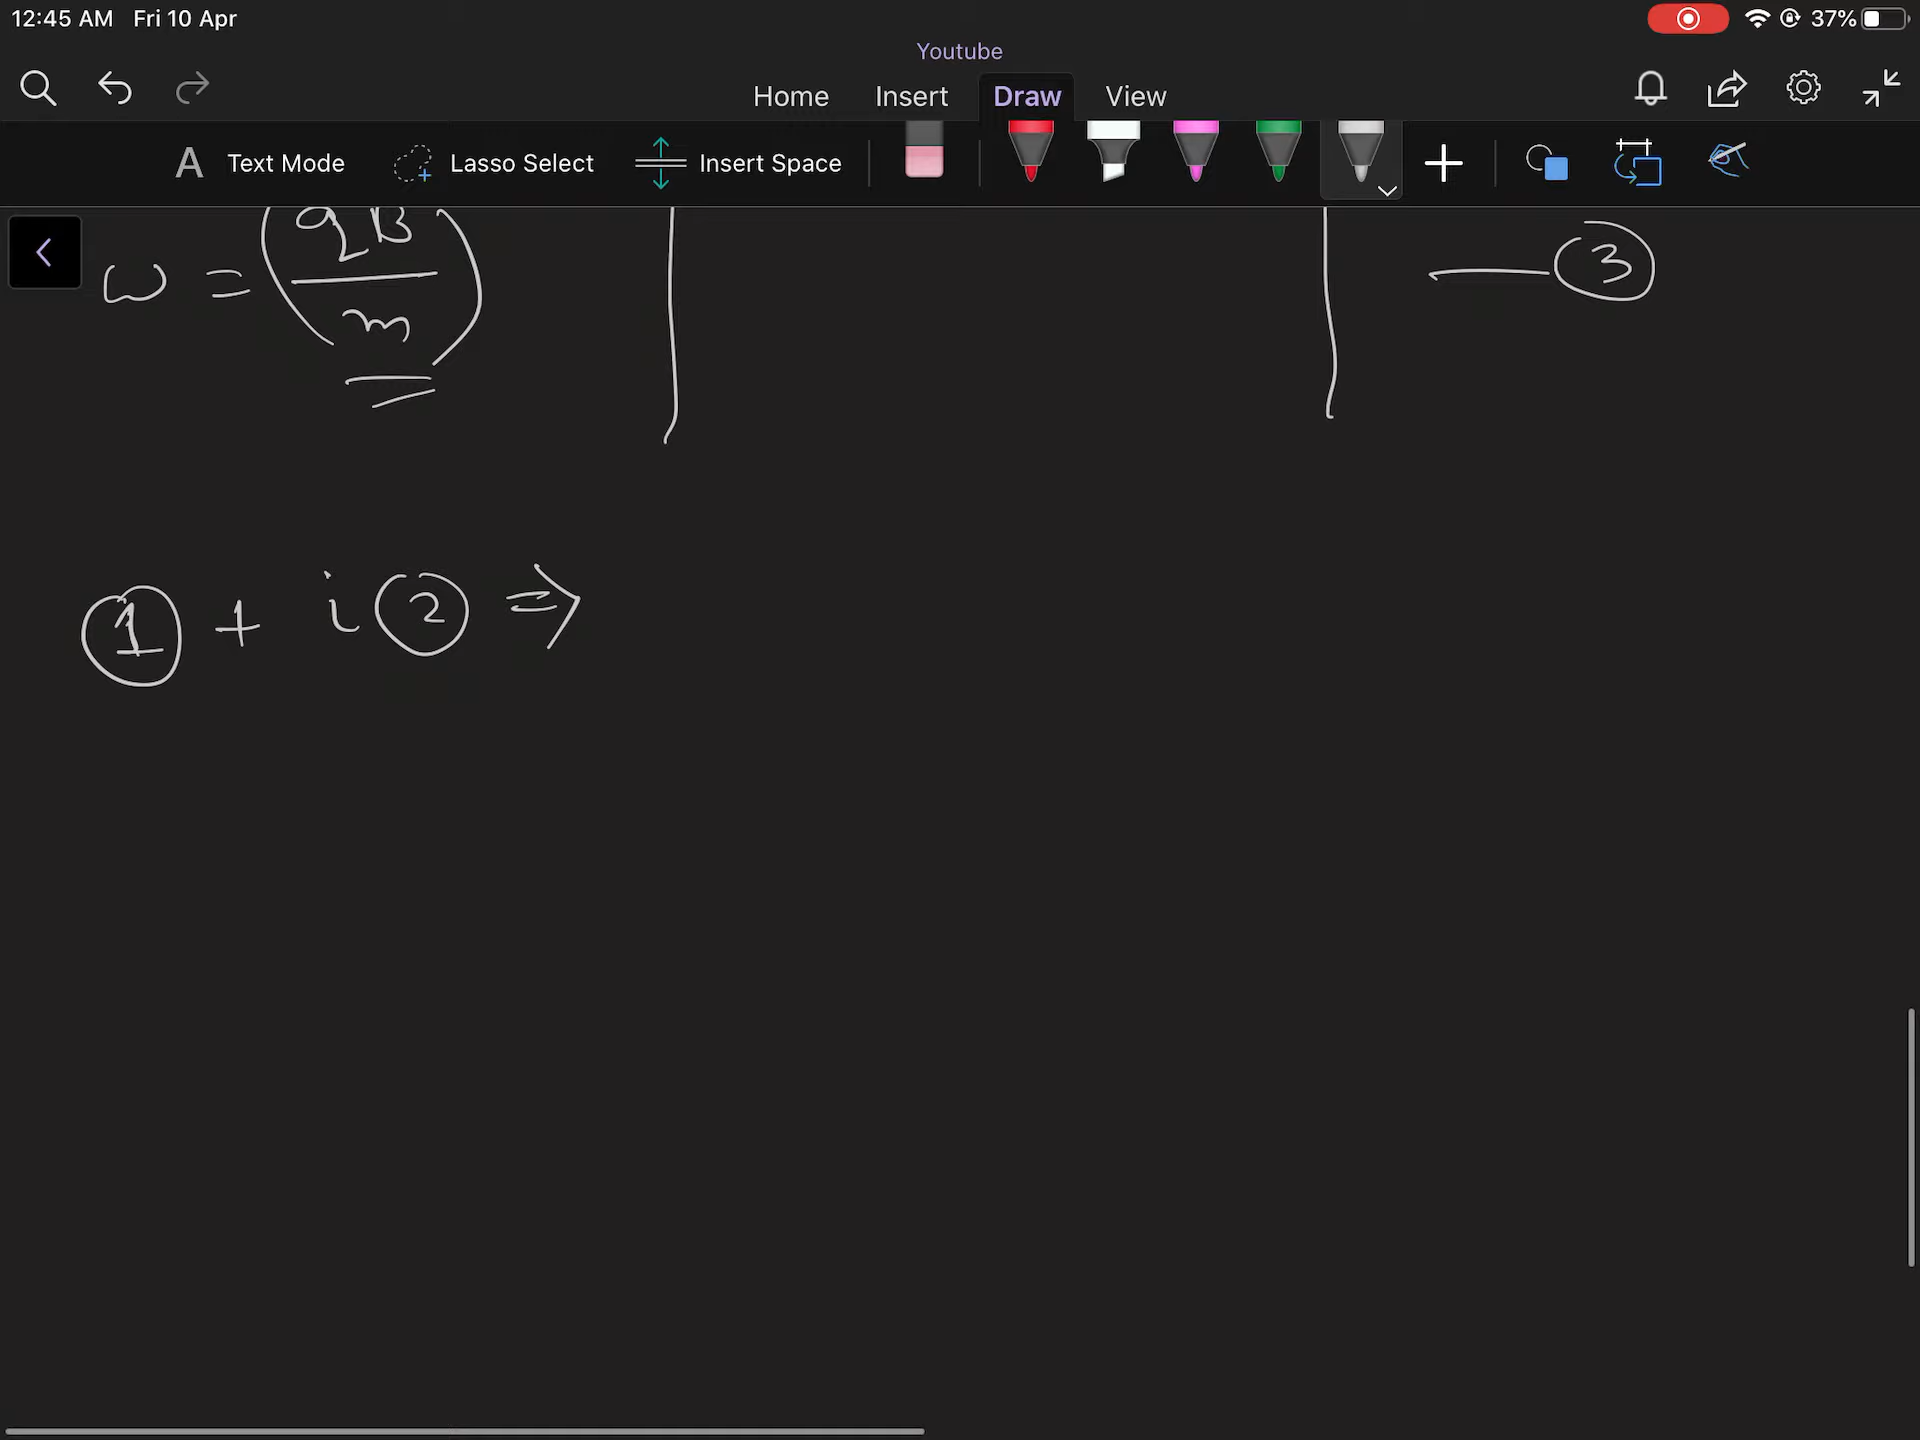 12:45 AM Fri 10 Apr 37%
Youtube
Home Insert Draw View
A Text Mode Lasso Select Insert Space
ω = (qB/m) ③
① + i ② ⇒